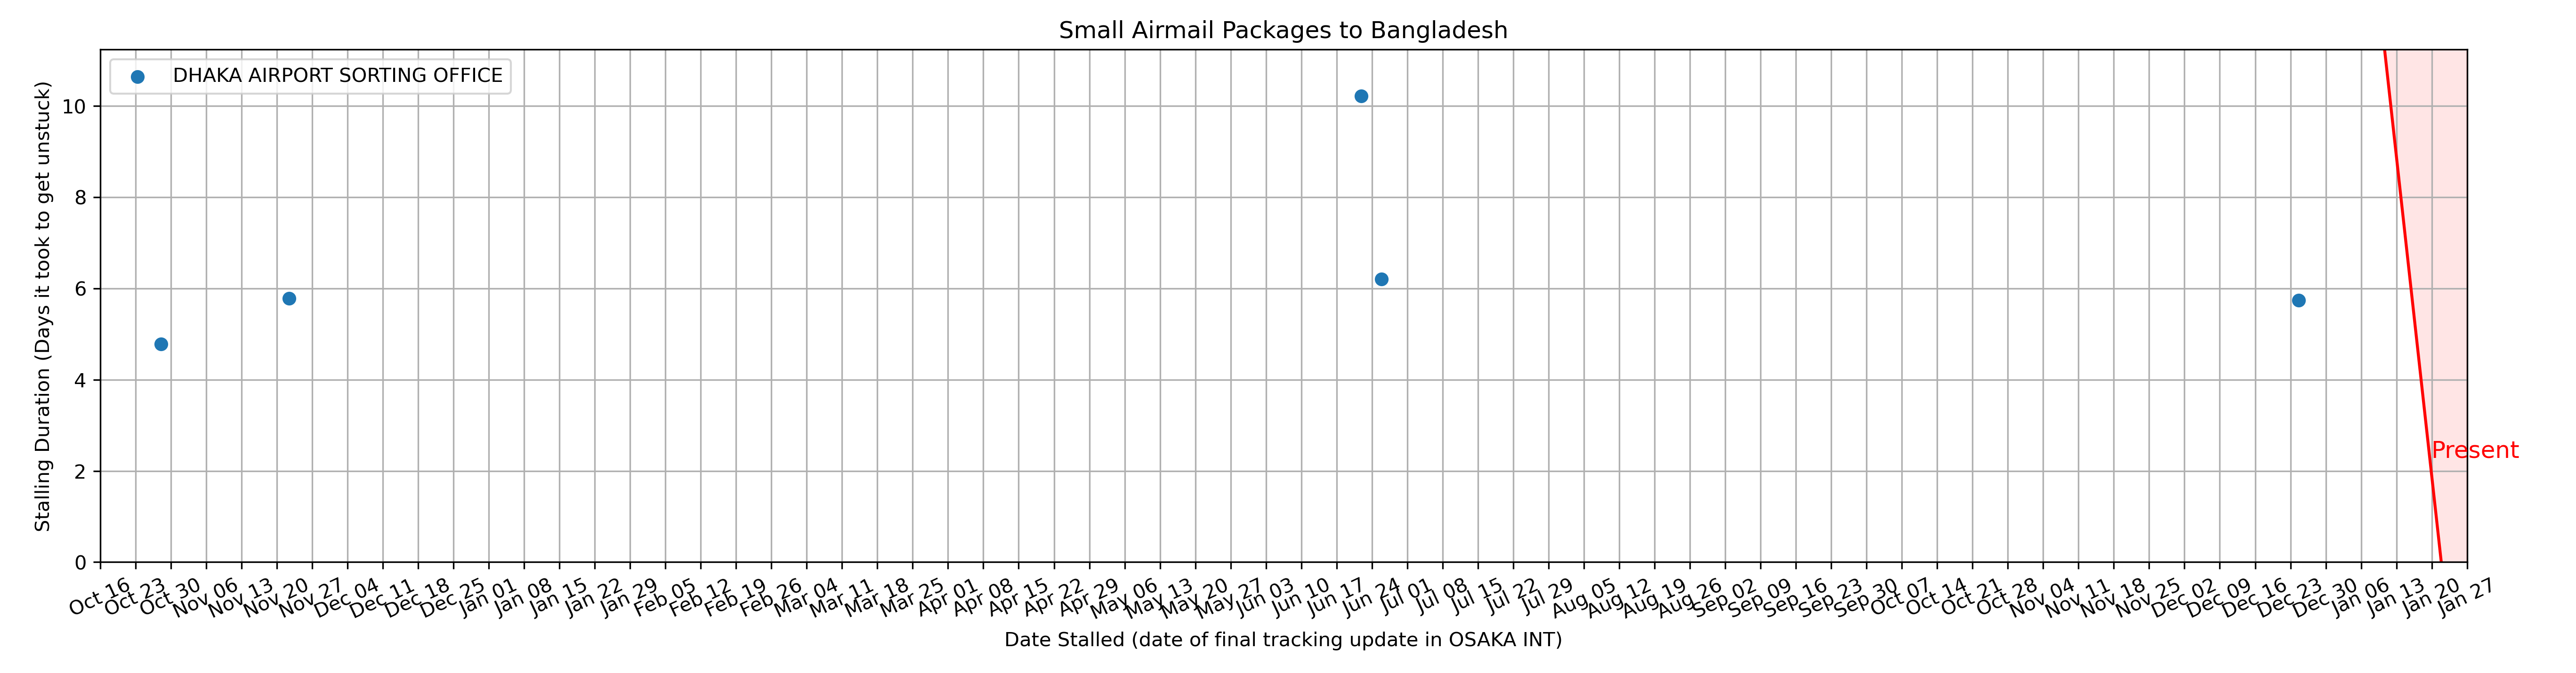 Small Airmail Packages to Bangladesh
DHAKA AIRPORT SORTING OFFICE
Stalling Duration (Days it took to get unstuck)
10
8
6
4
2
0
Present
Oct 16
Oct 23
Oct 30
Nov 06
Nov 13
Nov 20
Nov 27
Dec 04
Dec 11
Dec 18
Dec 25
Jan 01
Jan 08
Jan 15
Jan 22
Jan 29
Feb 05
Feb 12
Feb 19
Feb 26
Mar 04
Mar 11
Mar 18
Mar 25
Apr 01
Apr 08
Apr 15
Apr 22
Apr 29
May 06
May 13
May 20
May 27
Jun 03
Jun 10
Jun 17
Jun 24
Jul 01
Jul 08
Jul 15
Jul 22
Jul 29
Aug 05
Aug 12
Aug 19
Aug 26
Sep 02
Sep 09
Sep 16
Sep 23
Sep 30
Oct 07
Oct 14
Oct 21
Oct 28
Nov 04
Nov 11
Nov 18
Nov 25
Dec 02
Dec 09
Dec 16
Dec 23
Dec 30
Jan 06
Jan 13
Jan 20
Jan 27
Date Stalled (date of final tracking update in OSAKA INT)